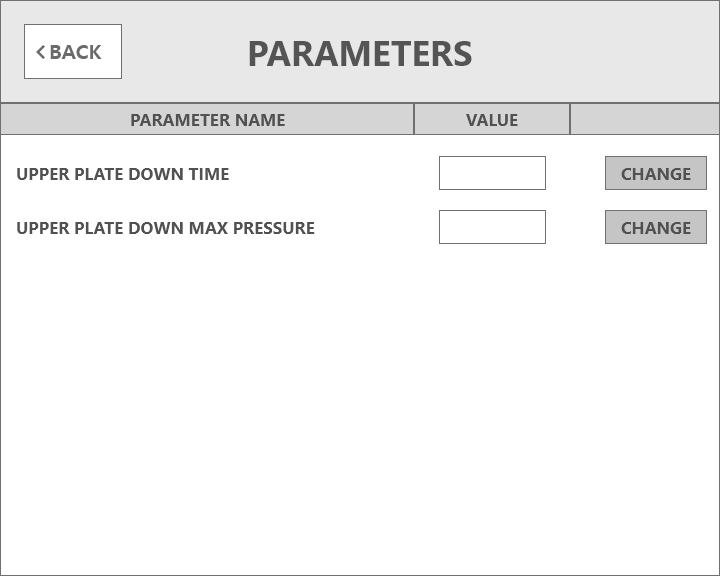 BACK
PARAMETERS
PARAMETER NAME VALUE
UPPER PLATE DOWN TIME CHANGE
UPPER PLATE DOWN MAX PRESSURE CHANGE